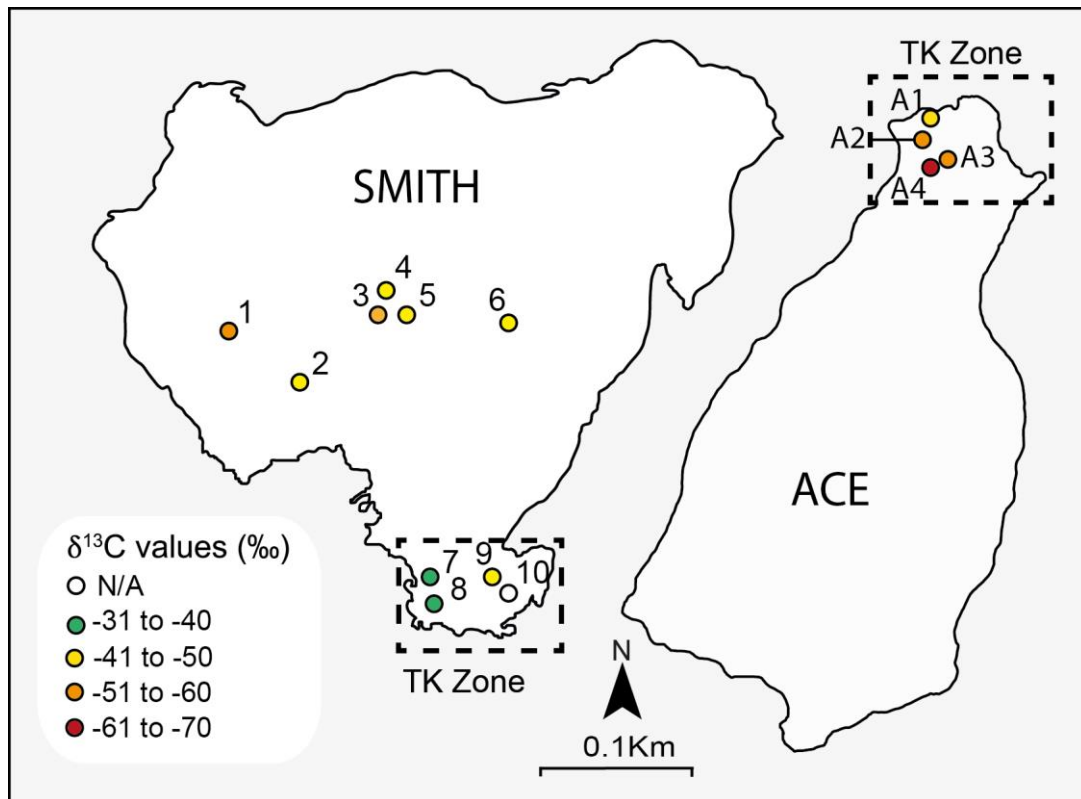 TK Zone
A1
A2
A3
A4
SMITH
4
3
5
6
1
2
ACE
7
9
10
8
TK Zone
δ¹³C values (‰)
N/A
-31 to -40
-41 to -50
-51 to -60
-61 to -70
N
0.1Km